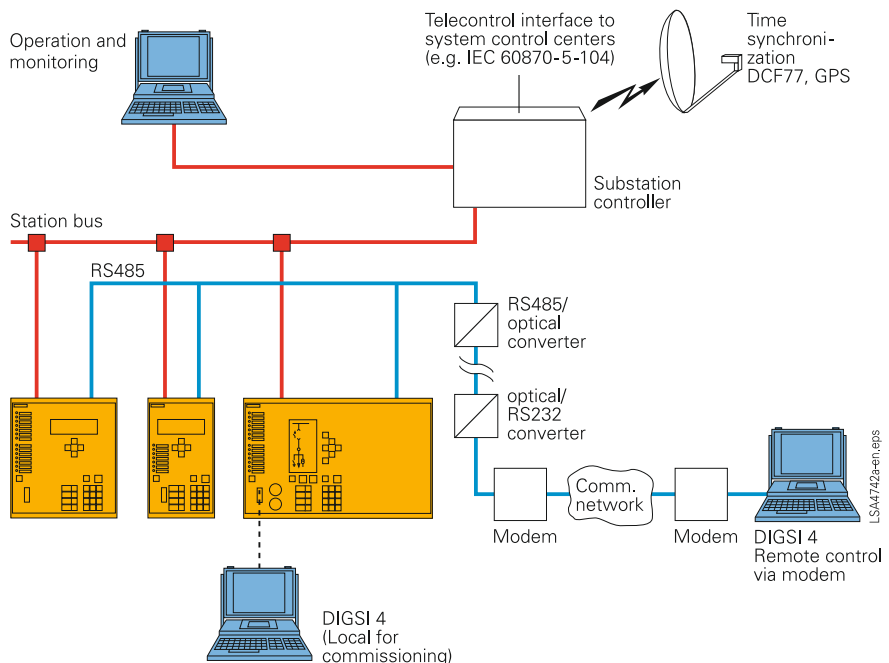 Operation and
monitoring
Telecontrol interface to
system control centers
(e.g. IEC 60870-5-104)
Time
synchroni-
zation
DCF77, GPS
Substation
controller
Station bus
RS485
RS485/
optical
converter
optical/
RS232
converter
Comm.
network
Modem
Modem
DIGSI 4
Remote control
via modem
LSA4742a-en.eps
DIGSI 4
(Local for
commissioning)